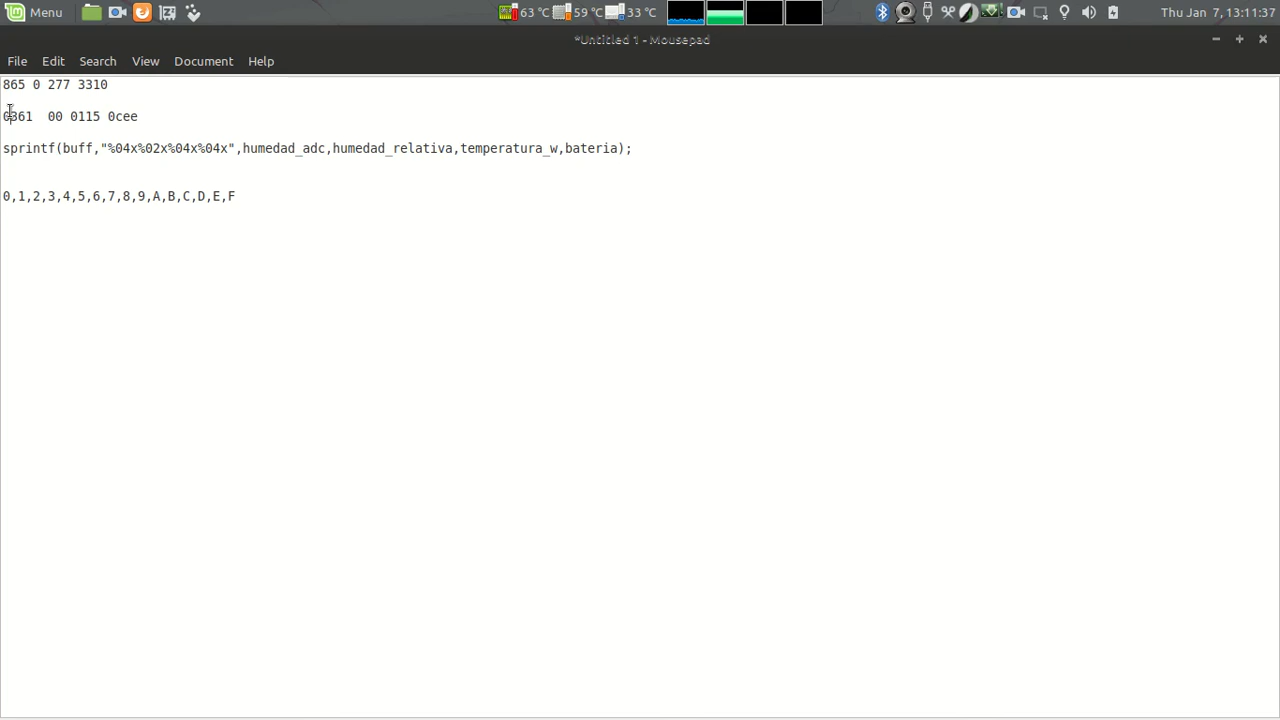 Menu 63 °C 59 °C 33 °C Thu Jan 7, 13:11:37
*Untitled 1 - Mousepad
File Edit Search View Document Help
865 0 277 3310
0361  00 0115 0cee
sprintf(buff,"%04x%02x%04x%04x",humedad_adc,humedad_relativa,temperatura_w,bateria);
0,1,2,3,4,5,6,7,8,9,A,B,C,D,E,F